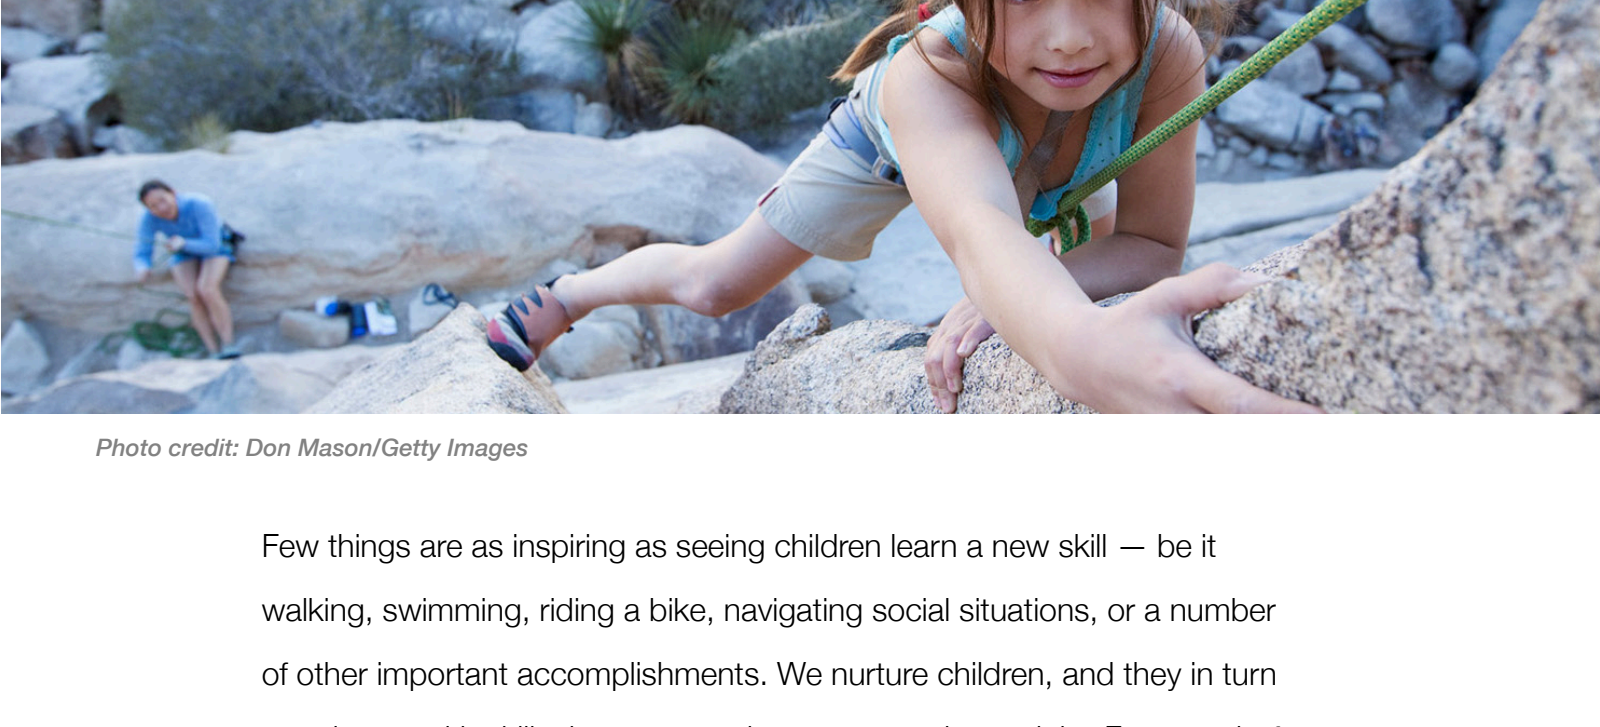 Photo credit: Don Mason/Getty Images
Few things are as inspiring as seeing children learn a new skill — be it
walking, swimming, riding a bike, navigating social situations, or a number
of other important accomplishments. We nurture children, and they in turn